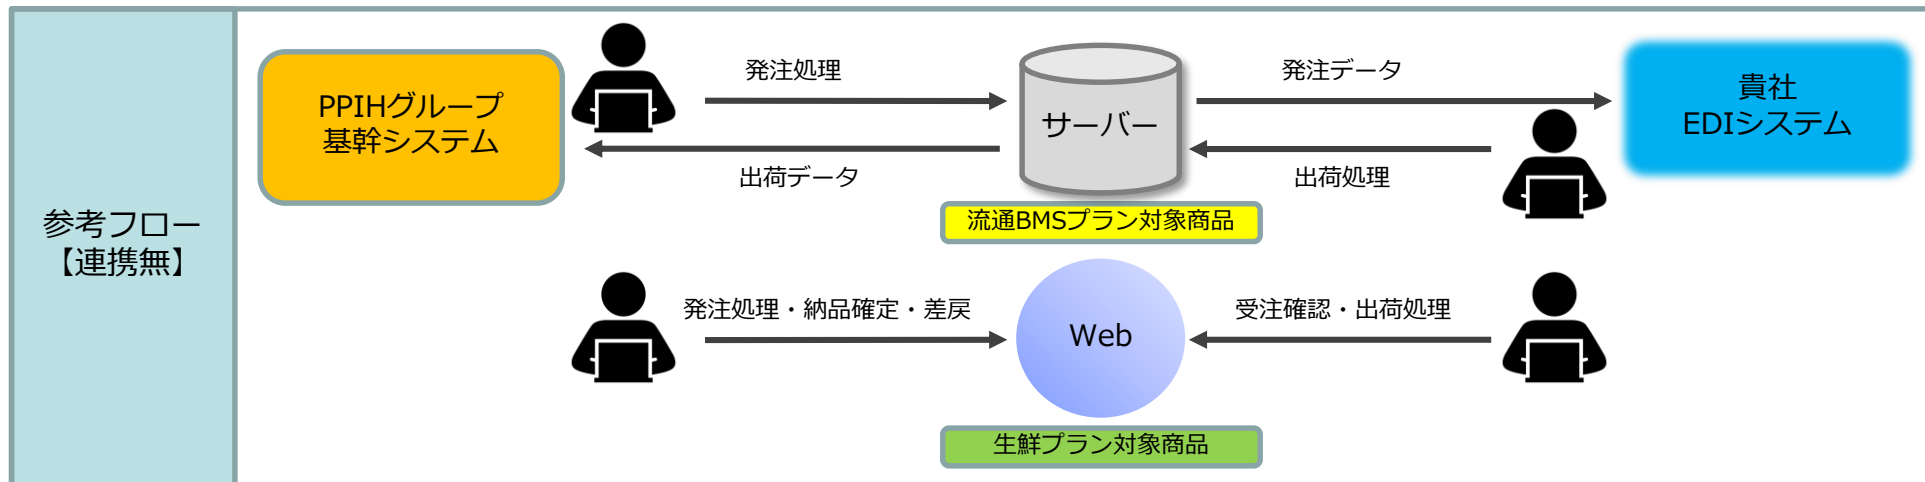 参考フロー
【連携無】
PPIHグループ
基幹システム
発注処理
出荷データ
サーバー
流通BMSプラン対象商品
発注データ
出荷処理
貴社
EDIシステム
発注処理・納品確定・差戻
Web
受注確認・出荷処理
生鮮プラン対象商品